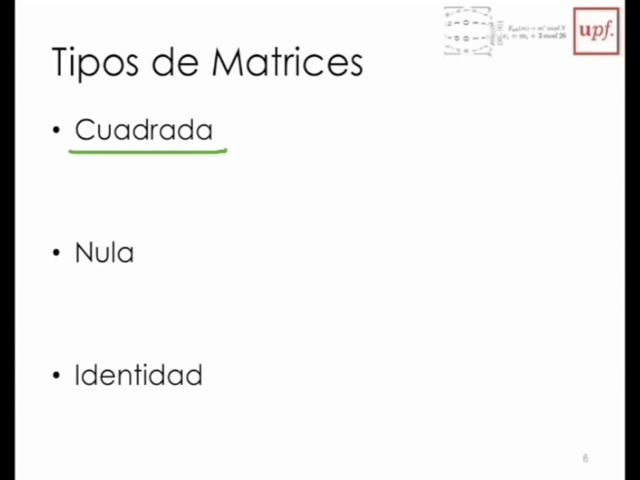 upf.
Tipos de Matrices
• Cuadrada
• Nula
• Identidad
6